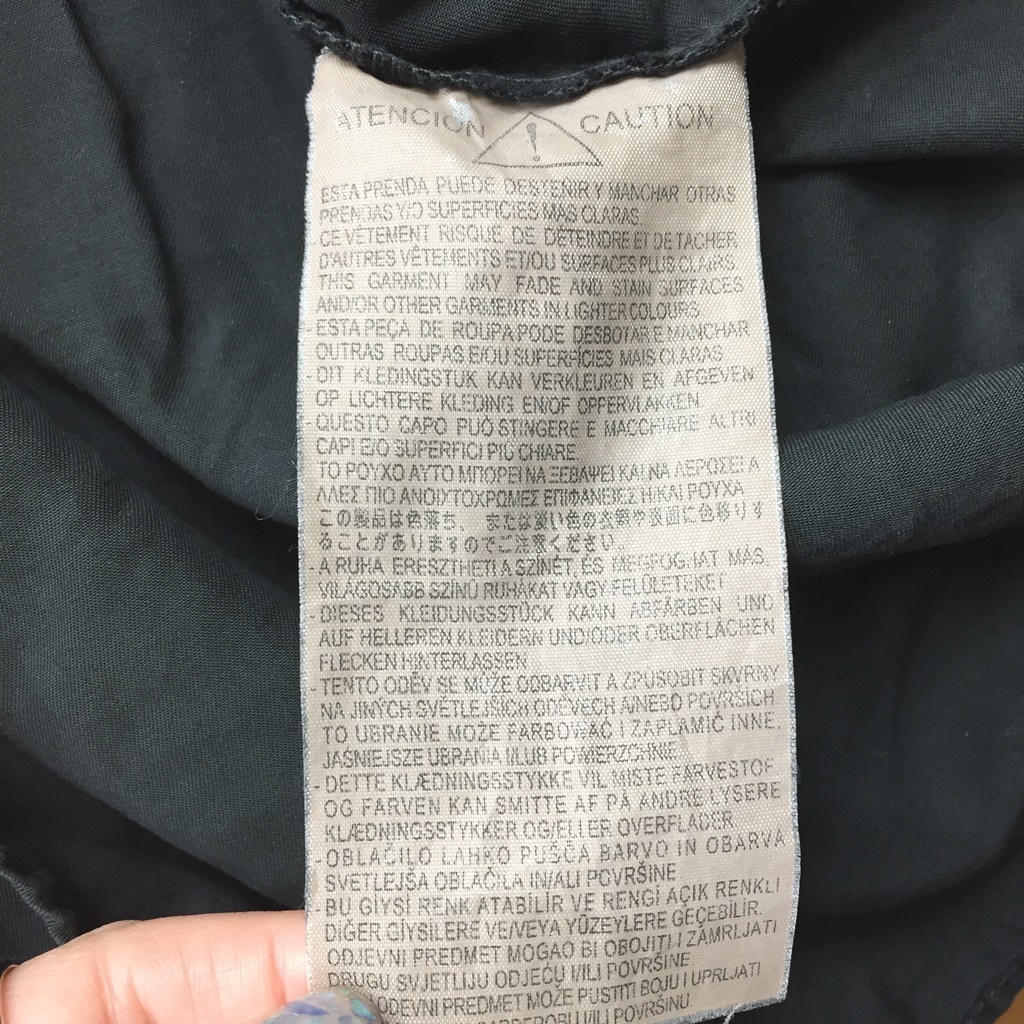 ATENCIÓN ! CAUTION
ESTA PRENDA PUEDE DESTENIR Y MANCHAR OTRAS
PRENDAS Y/O SUPERFICIES MAS CLARAS
CE VÊTEMENT RISQUE DE DÉTEINDRE ET DE TACHER
D'AUTRES VÊTEMENTS ET/OU SURFACES PLUS CLAIRS
THIS GARMENT MAY FADE AND STAIN SURFACES
AND/OR OTHER GARMENTS IN LIGHTER COLOURS
- ESTA PEÇA DE ROUPA PODE DESBOTAR E MANCHAR
OUTRAS ROUPAS E/OU SUPERFÍCIES MAIS CLARAS
- DIT KLEDINGSTUK KAN VERKLEUREN EN AFGEVEN
OP LICHTERE KLEDING EN/OF OPPERVLAKKEN
- QUESTO CAPO PUÒ STINGERE E MACCHIARE ALTRI
CAPI E/O SUPERFICI PIÙ CHIARE.
ΤΟ ΡΟΥΧΟ ΑΥΤΟ ΜΠΟΡΕΙ ΝΑ ΞΕΒΑΨΕΙ ΚΑΙ ΝΑ ΛΕΡΩΣΕΙ Α
ΛΛΕΣ ΠΙΟ ΑΝΟΙΧΤΟΧΡΩΜΕΣ ΕΠΙΦΑΝΕΙΕΣ Η/ΚΑΙ ΡΟΥΧΑ
この製品は色落ち、または淡い色の衣類や表面に色移りす
ることがありますのでご注意ください。
- A RUHA ERESZTHETI A SZÍNÉT, ÉS MEGFOGHAT MÁS,
VILÁGOSABB SZÍNŰ RUHÁKAT VAGY FELÜLETEKET
- DIESES KLEIDUNGSSTÜCK KANN ABFÄRBEN UND
AUF HELLEREN KLEIDERN UND/ODER OBERFLÄCHEN
FLECKEN HINTERLASSEN
- TENTO ODĚV SE MŮŽE ODBARVIT A ZPŮSOBIT SKVRNY
NA JINÝCH SVĚTLEJŠÍCH ODĚVECH A/NEBO POVRŠÍCH
TO UBRANIE MOŻE FARBOWAĆ I ZAPLAMIĆ INNE,
JAŚNIEJSZE UBRANIA I/LUB POWIERZCHNIE
- DETTE KLÆDNINGSSTYKKE VIL MISTE FARVESTOF
OG FARVEN KAN SMITTE AF PÅ ANDRE LYSERE
KLÆDNINGSSTYKKER OG/ELLER OVERFLADER
- OBLAČILO LAHKO PUŠČA BARVO IN OBARVA
SVETLEJŠA OBLAČILA IN/ALI POVRŠINE
- BU GİYSİ RENK ATABİLİR VE RENGİ AÇIK RENKLİ
DİĞER GİYSİLERE VE/VEYA YÜZEYLERE GEÇEBİLİR.
ODJEVNI PREDMET MOGAO BI OBOJITI I ZAMRLJATI
DRUGU SVJETLIJU ODJEĆU I/ILI POVRŠINE
ODEVNI PREDMET MOŽE PUSTITI BOJU I UPRLJATI
GARDEROBU I/ILI POVRŠINU.